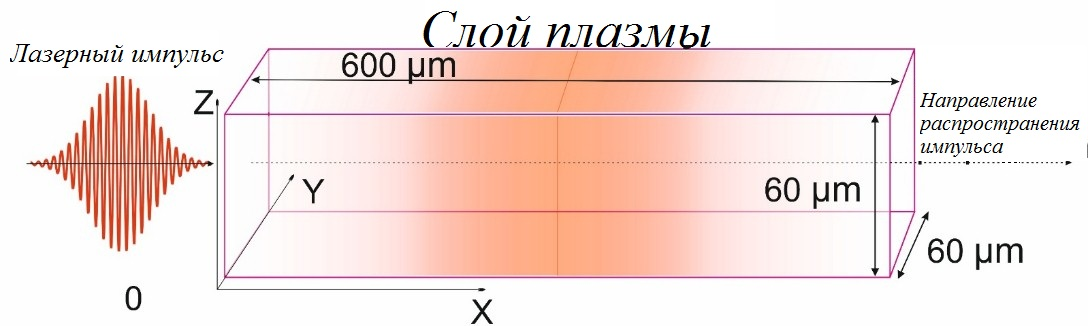 Слой плазмы
Лазерный импульс
600 µm
Z
Направление
распространения
импульса
Y
60 µm
60 µm
0
X